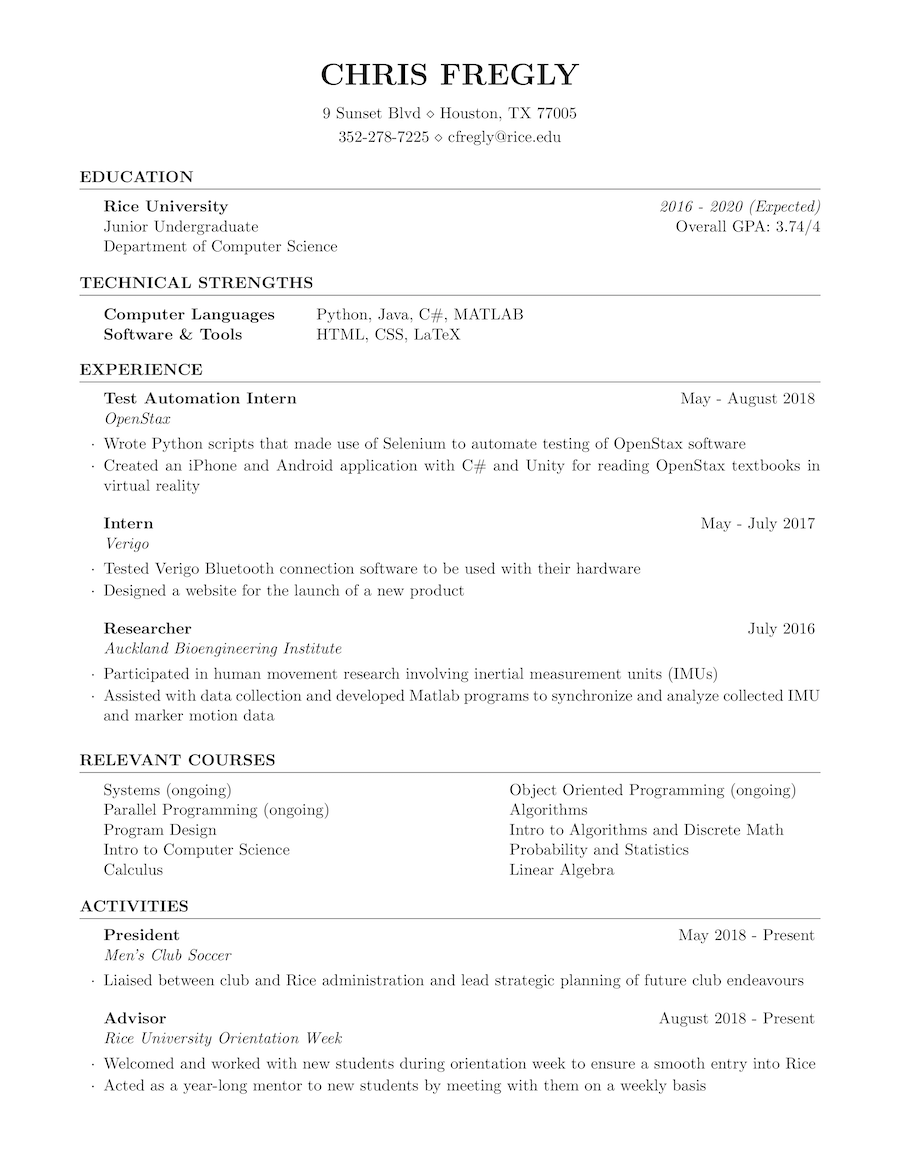 CHRIS FREGLY
9 Sunset Blvd ⋄ Houston, TX 77005
352-278-7225 ⋄ cfregly@rice.edu
EDUCATION
Rice University 2016 - 2020 (Expected)
Junior Undergraduate Overall GPA: 3.74/4
Department of Computer Science
TECHNICAL STRENGTHS
Computer Languages Python, Java, C#, MATLAB
Software & Tools HTML, CSS, LaTeX
EXPERIENCE
Test Automation Intern May - August 2018
OpenStax
· Wrote Python scripts that made use of Selenium to automate testing of OpenStax software
· Created an iPhone and Android application with C# and Unity for reading OpenStax textbooks in
virtual reality
Intern May - July 2017
Verigo
· Tested Verigo Bluetooth connection software to be used with their hardware
· Designed a website for the launch of a new product
Researcher July 2016
Auckland Bioengineering Institute
· Participated in human movement research involving inertial measurement units (IMUs)
· Assisted with data collection and developed Matlab programs to synchronize and analyze collected IMU
and marker motion data
RELEVANT COURSES
Systems (ongoing) Object Oriented Programming (ongoing)
Parallel Programming (ongoing) Algorithms
Program Design Intro to Algorithms and Discrete Math
Intro to Computer Science Probability and Statistics
Calculus Linear Algebra
ACTIVITIES
President May 2018 - Present
Men's Club Soccer
· Liaised between club and Rice administration and lead strategic planning of future club endeavours
Advisor August 2018 - Present
Rice University Orientation Week
· Welcomed and worked with new students during orientation week to ensure a smooth entry into Rice
· Acted as a year-long mentor to new students by meeting with them on a weekly basis